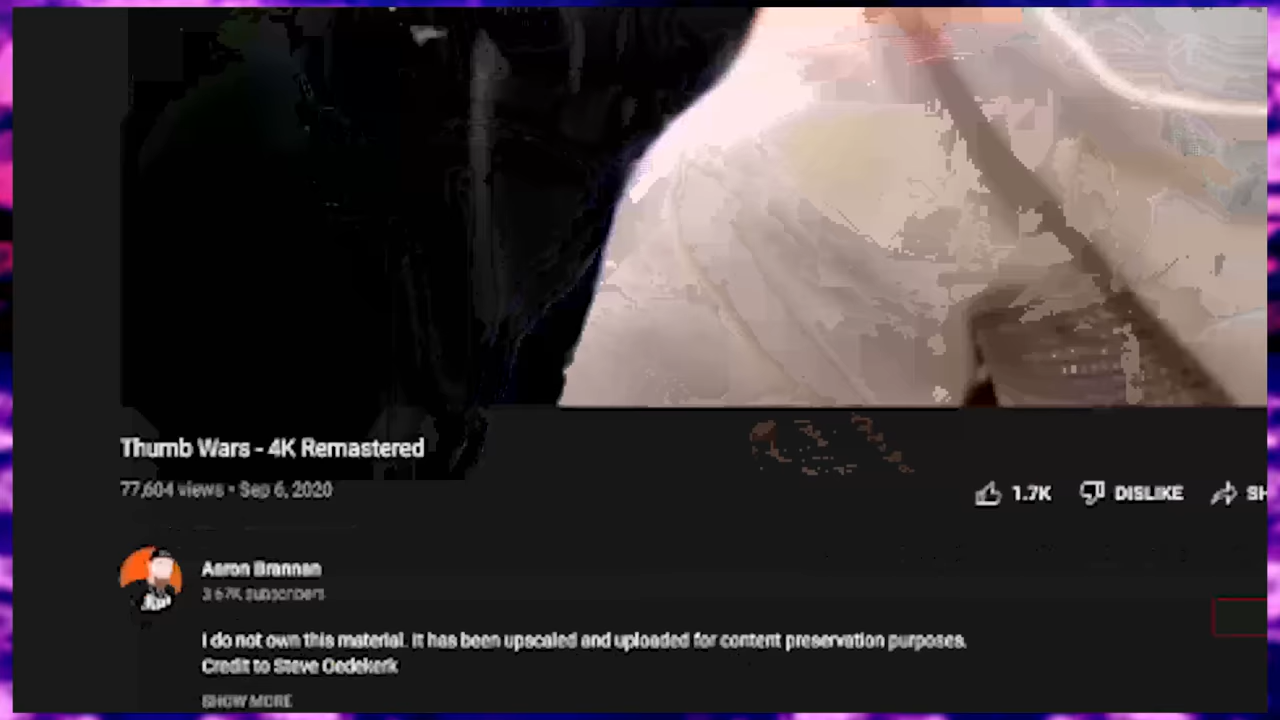 Thumb Wars - 4K Remastered
77,604 views • Sep 6, 2020
1.7K DISLIKE SH
Aaron Brannan
3.67K subscribers
I do not own this material. It has been upscaled and uploaded for content preservation purposes.
Credit to Steve Oedekerk
SHOW MORE